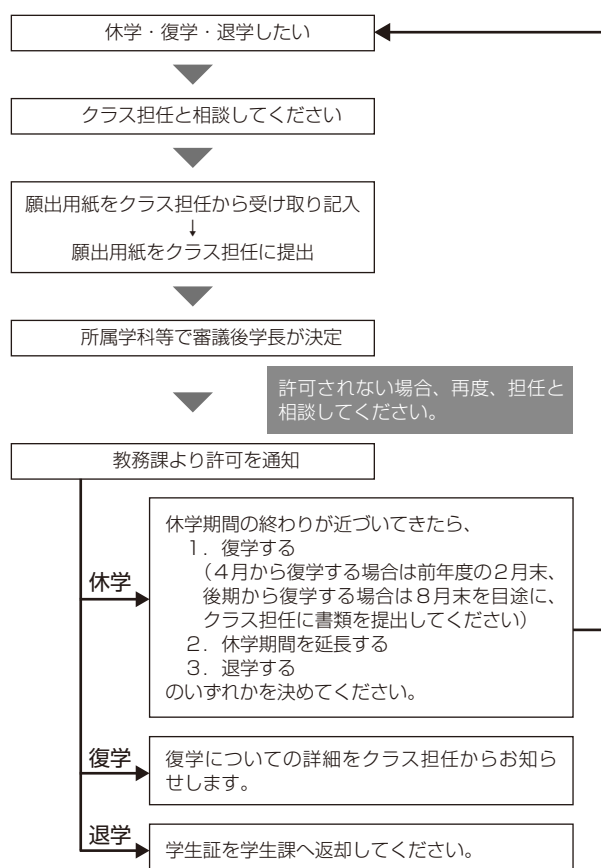 休学・復学・退学したい
クラス担任と相談してください
願出用紙をクラス担任から受け取り記入
↓
願出用紙をクラス担任に提出
所属学科等で審議後学長が決定
許可されない場合、再度、担任と
相談してください。
教務課より許可を通知
休学
休学期間の終わりが近づいてきたら、
1．復学する
（４月から復学する場合は前年度の２月末、
後期から復学する場合は８月末を目途に、
クラス担任に書類を提出してください）
2．休学期間を延長する
3．退学する
のいずれかを決めてください。
復学
復学についての詳細をクラス担任からお知ら
せします。
退学
学生証を学生課へ返却してください。